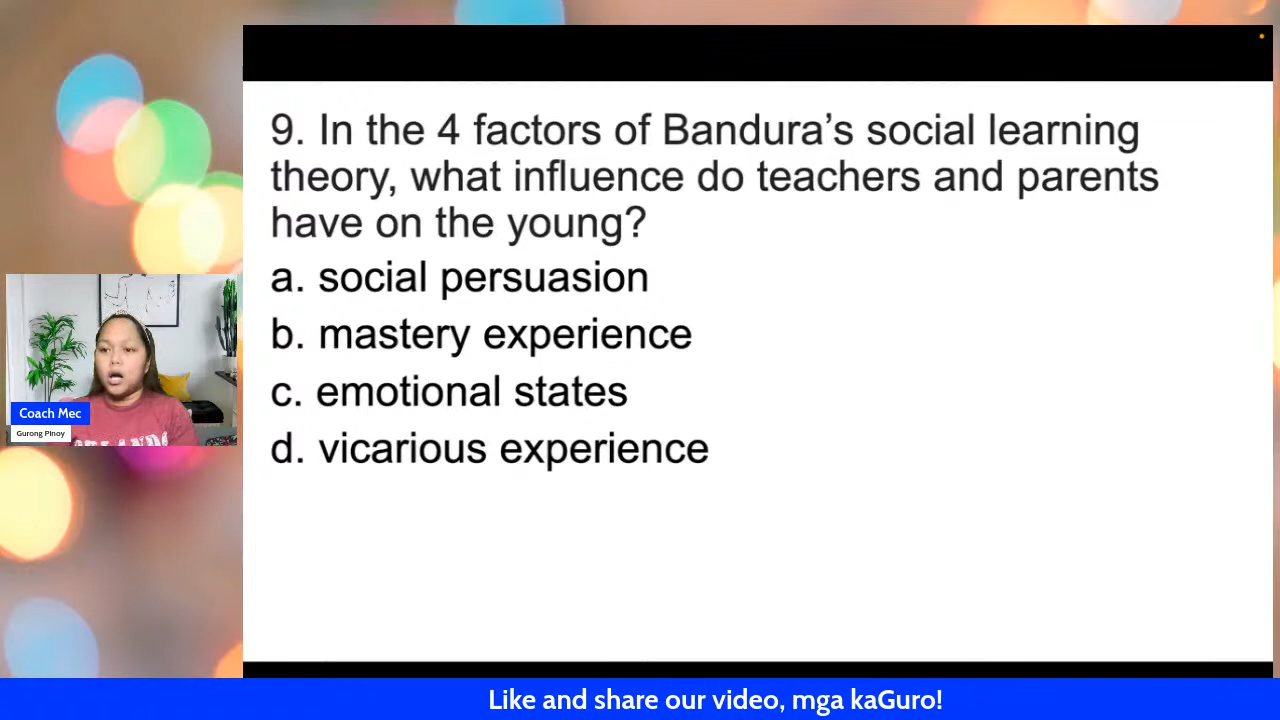 9. In the 4 factors of Bandura’s social learning
theory, what influence do teachers and parents
have on the young?
a. social persuasion
b. mastery experience
c. emotional states
d. vicarious experience
Coach Mec
Gurong Pinoy
Like and share our video, mga kaGuro!